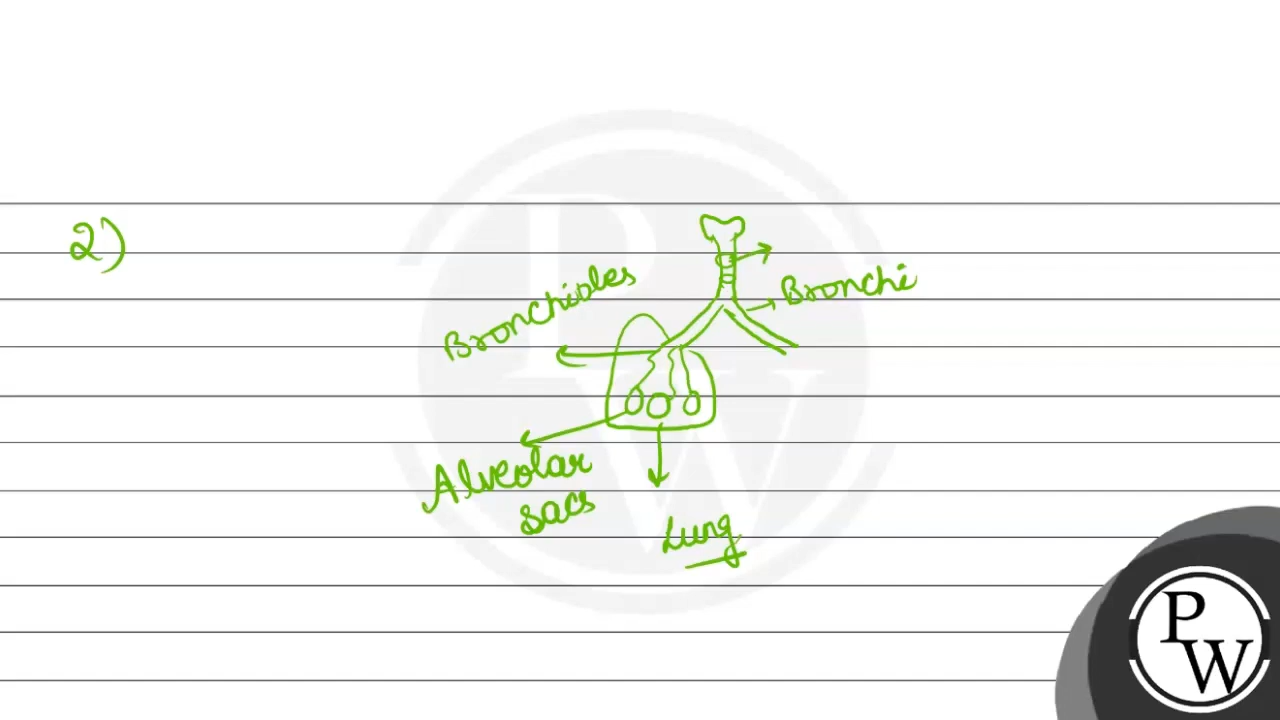 2)
Bronchioles
Bronchi
Alveolar
sacs
Lung
P
W
P
W